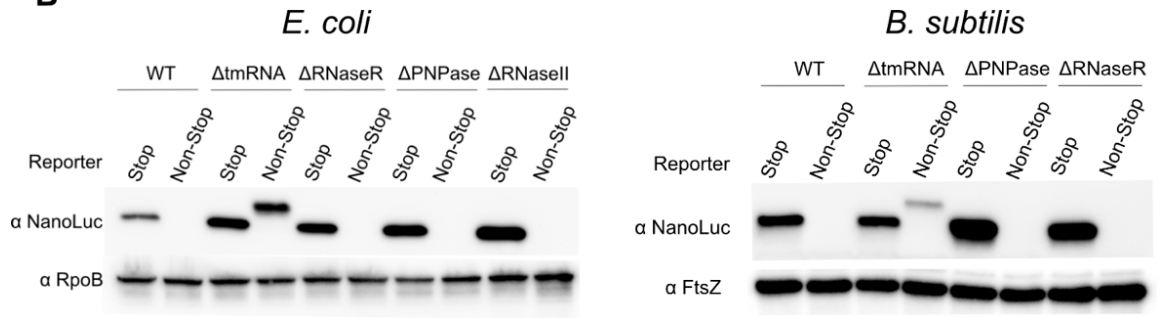 B
E. coli
WT ΔtmRNA ΔRNaseR ΔPNPase ΔRNaseII
Reporter Stop Non-Stop Stop Non-Stop Stop Non-Stop Stop Non-Stop Stop Non-Stop
α NanoLuc
α RpoB
B. subtilis
WT ΔtmRNA ΔPNPase ΔRNaseR
Reporter Stop Non-Stop Stop Non-Stop Stop Non-Stop Stop Non-Stop
α NanoLuc
α FtsZ